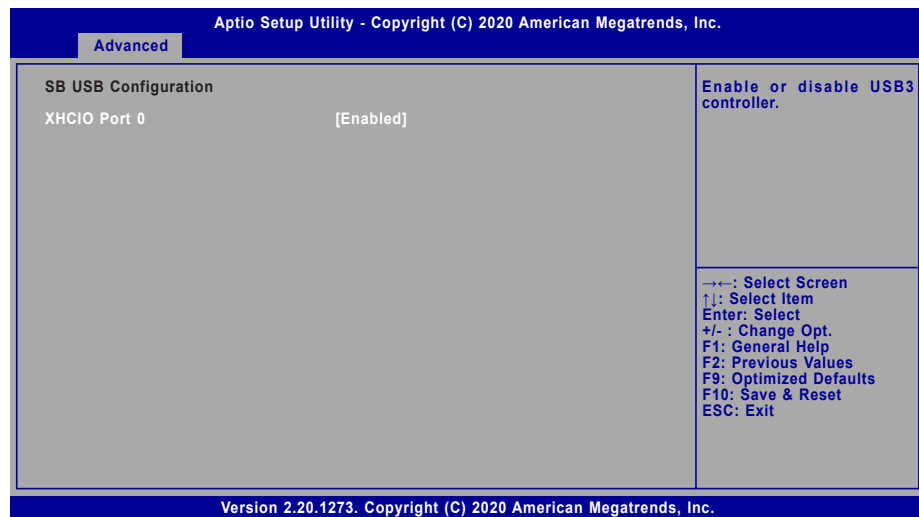 Aptio Setup Utility - Copyright (C) 2020 American Megatrends, Inc.
Advanced
SB USB Configuration
XHCIO Port 0 [Enabled]
Enable or disable USB3
controller.
→←: Select Screen
↑↓: Select Item
Enter: Select
+/- : Change Opt.
F1: General Help
F2: Previous Values
F9: Optimized Defaults
F10: Save & Reset
ESC: Exit
Version 2.20.1273. Copyright (C) 2020 American Megatrends, Inc.